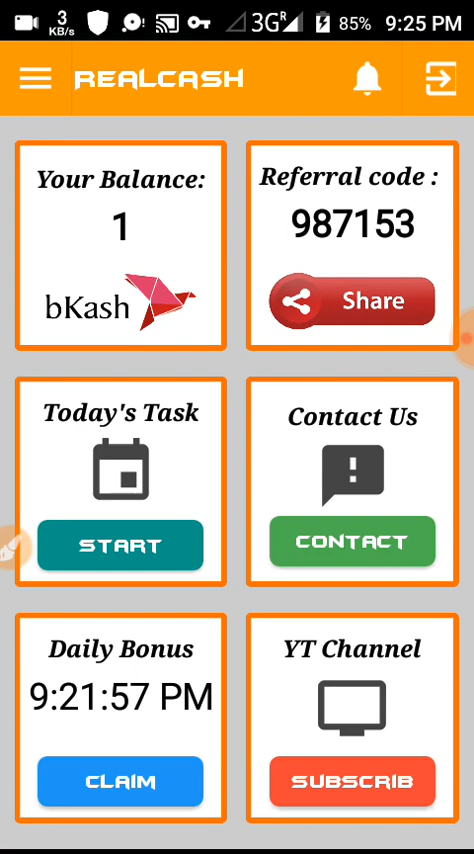 3
KB/s
3G R
85%
9:25 PM
REALCASH
Your Balance:
1
bKash
Referral code :
987153
Share
Today's Task
START
Contact Us
CONTACT
Daily Bonus
9:21:57 PM
CLAIM
YT Channel
SUBSCRIB